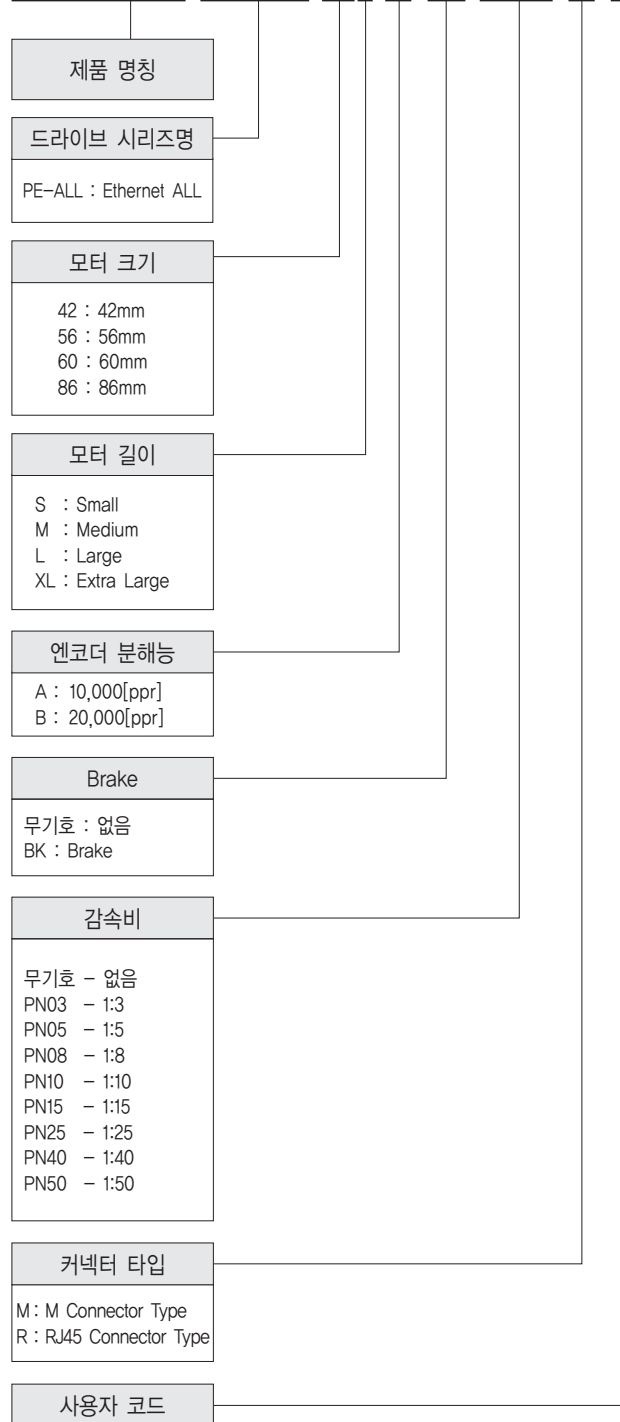 제품 명칭
드라이브 시리즈명
PE-ALL : Ethernet ALL
모터 크기
42 : 42mm
56 : 56mm
60 : 60mm
86 : 86mm
모터 길이
S : Small
M : Medium
L : Large
XL : Extra Large
엔코더 분해능
A : 10,000[ppr]
B : 20,000[ppr]
Brake
무기호 : 없음
BK : Brake
감속비
무기호 - 없음
PN03 - 1:3
PN05 - 1:5
PN08 - 1:8
PN10 - 1:10
PN15 - 1:15
PN25 - 1:25
PN40 - 1:40
PN50 - 1:50
커넥터 타입
M : M Connector Type
R : RJ45 Connector Type
사용자 코드